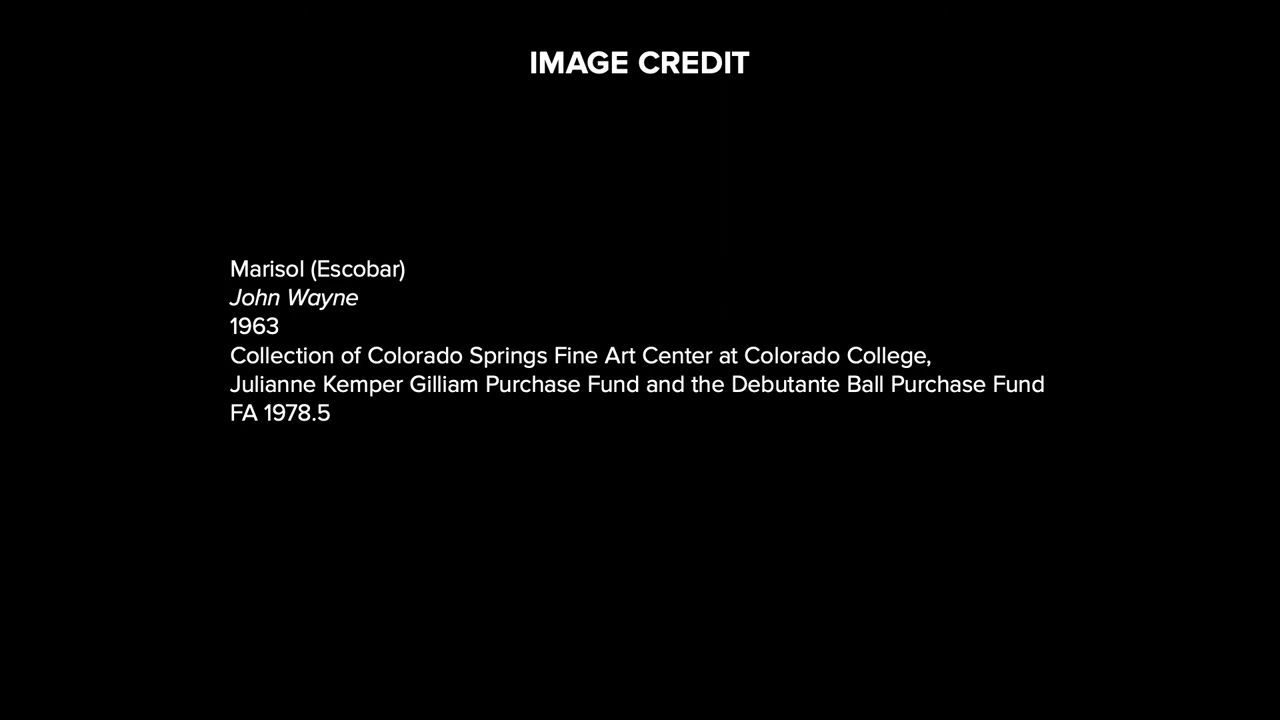 IMAGE CREDIT
Marisol (Escobar)
John Wayne
1963
Collection of Colorado Springs Fine Art Center at Colorado College,
Julianne Kemper Gilliam Purchase Fund and the Debutante Ball Purchase Fund
FA 1978.5